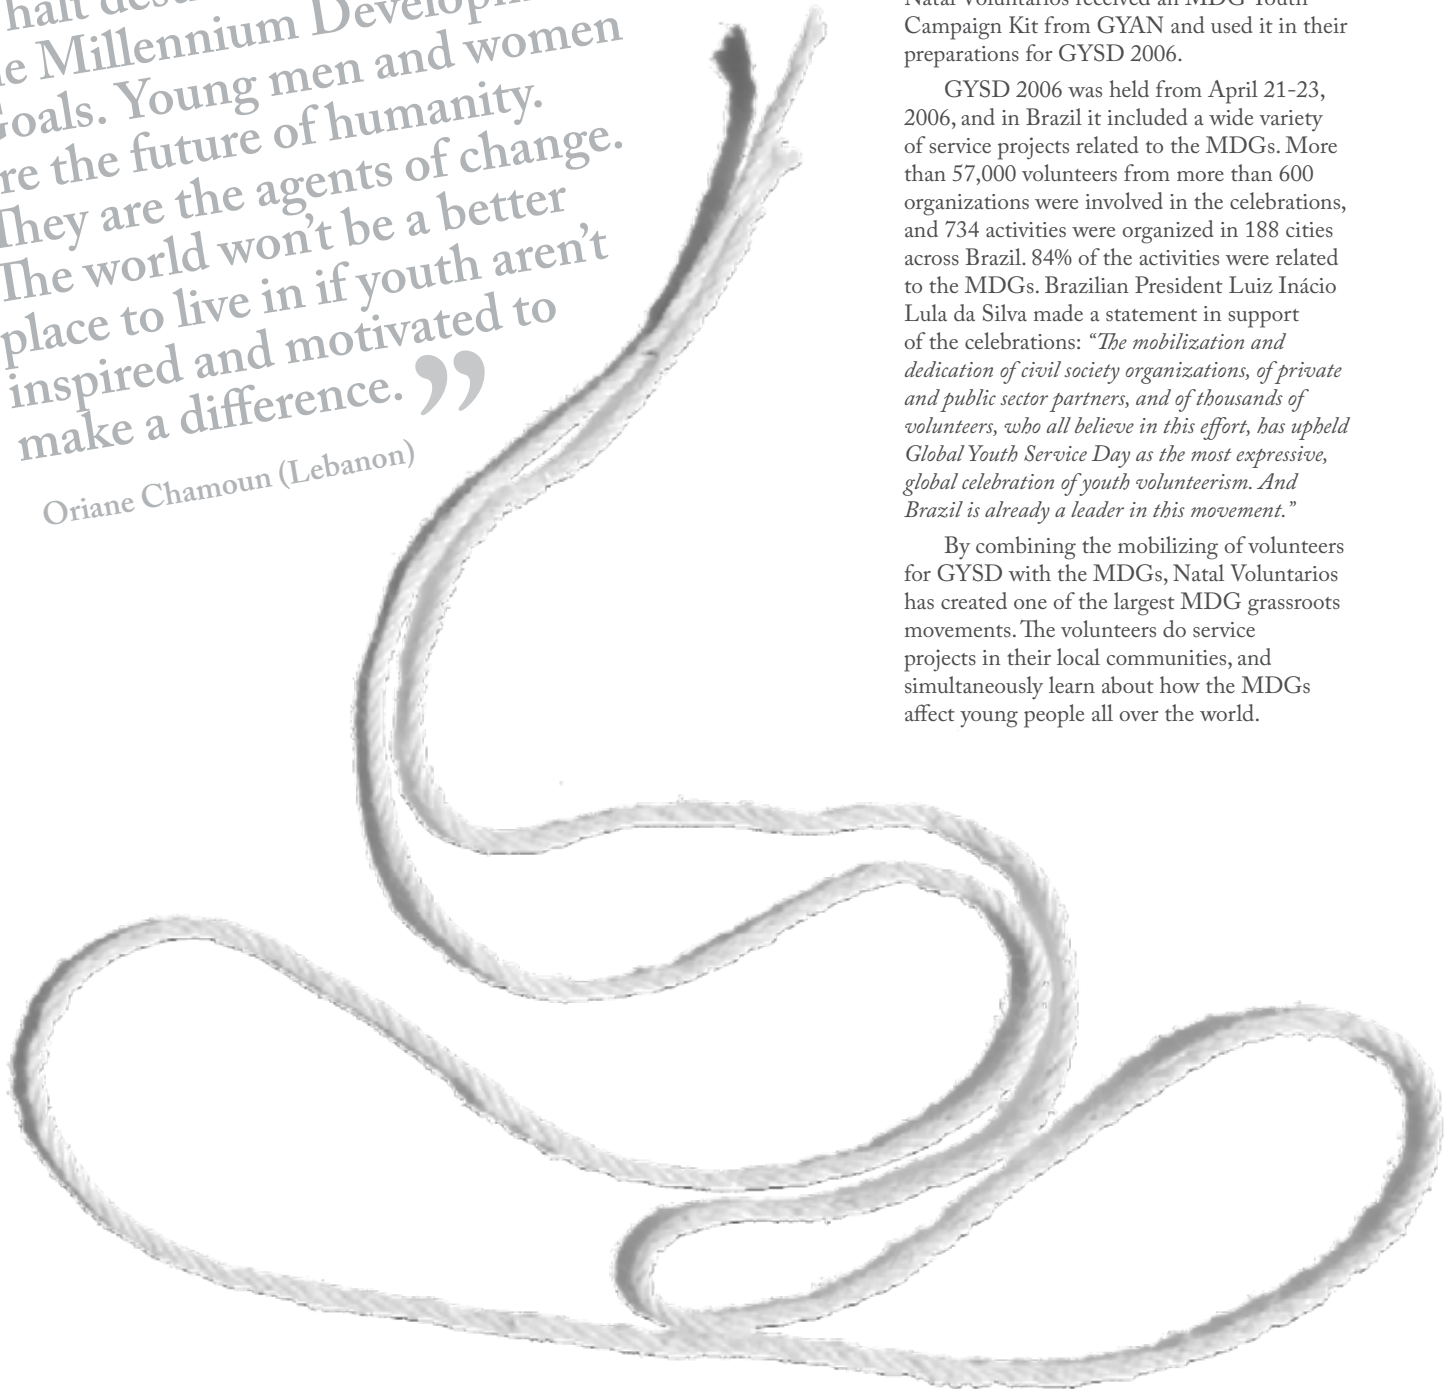 halt
Millennium
Goals. Young men and women
the future of humanity.
They are the agents of change.
The world won’t be a better
place to live in if youth aren’t
inspired and motivated to
make a difference.”
Oriane Chamoun (Lebanon)
Natal Voluntarios received an MDG Youth
Campaign Kit from GYAN and used it in their
preparations for GYSD 2006.
GYSD 2006 was held from April 21-23,
2006, and in Brazil it included a wide variety
of service projects related to the MDGs. More
than 57,000 volunteers from more than 600
organizations were involved in the celebrations,
and 734 activities were organized in 188 cities
across Brazil. 84% of the activities were related
to the MDGs. Brazilian President Luiz Inácio
Lula da Silva made a statement in support
of the celebrations: “The mobilization and
dedication of civil society organizations, of private
and public sector partners, and of thousands of
volunteers, who all believe in this effort, has upheld
Global Youth Service Day as the most expressive,
global celebration of youth volunteerism. And
Brazil is already a leader in this movement.”
By combining the mobilizing of volunteers
for GYSD with the MDGs, Natal Voluntarios
has created one of the largest MDG grassroots
movements. The volunteers do service
projects in their local communities, and
simultaneously learn about how the MDGs
affect young people all over the world.